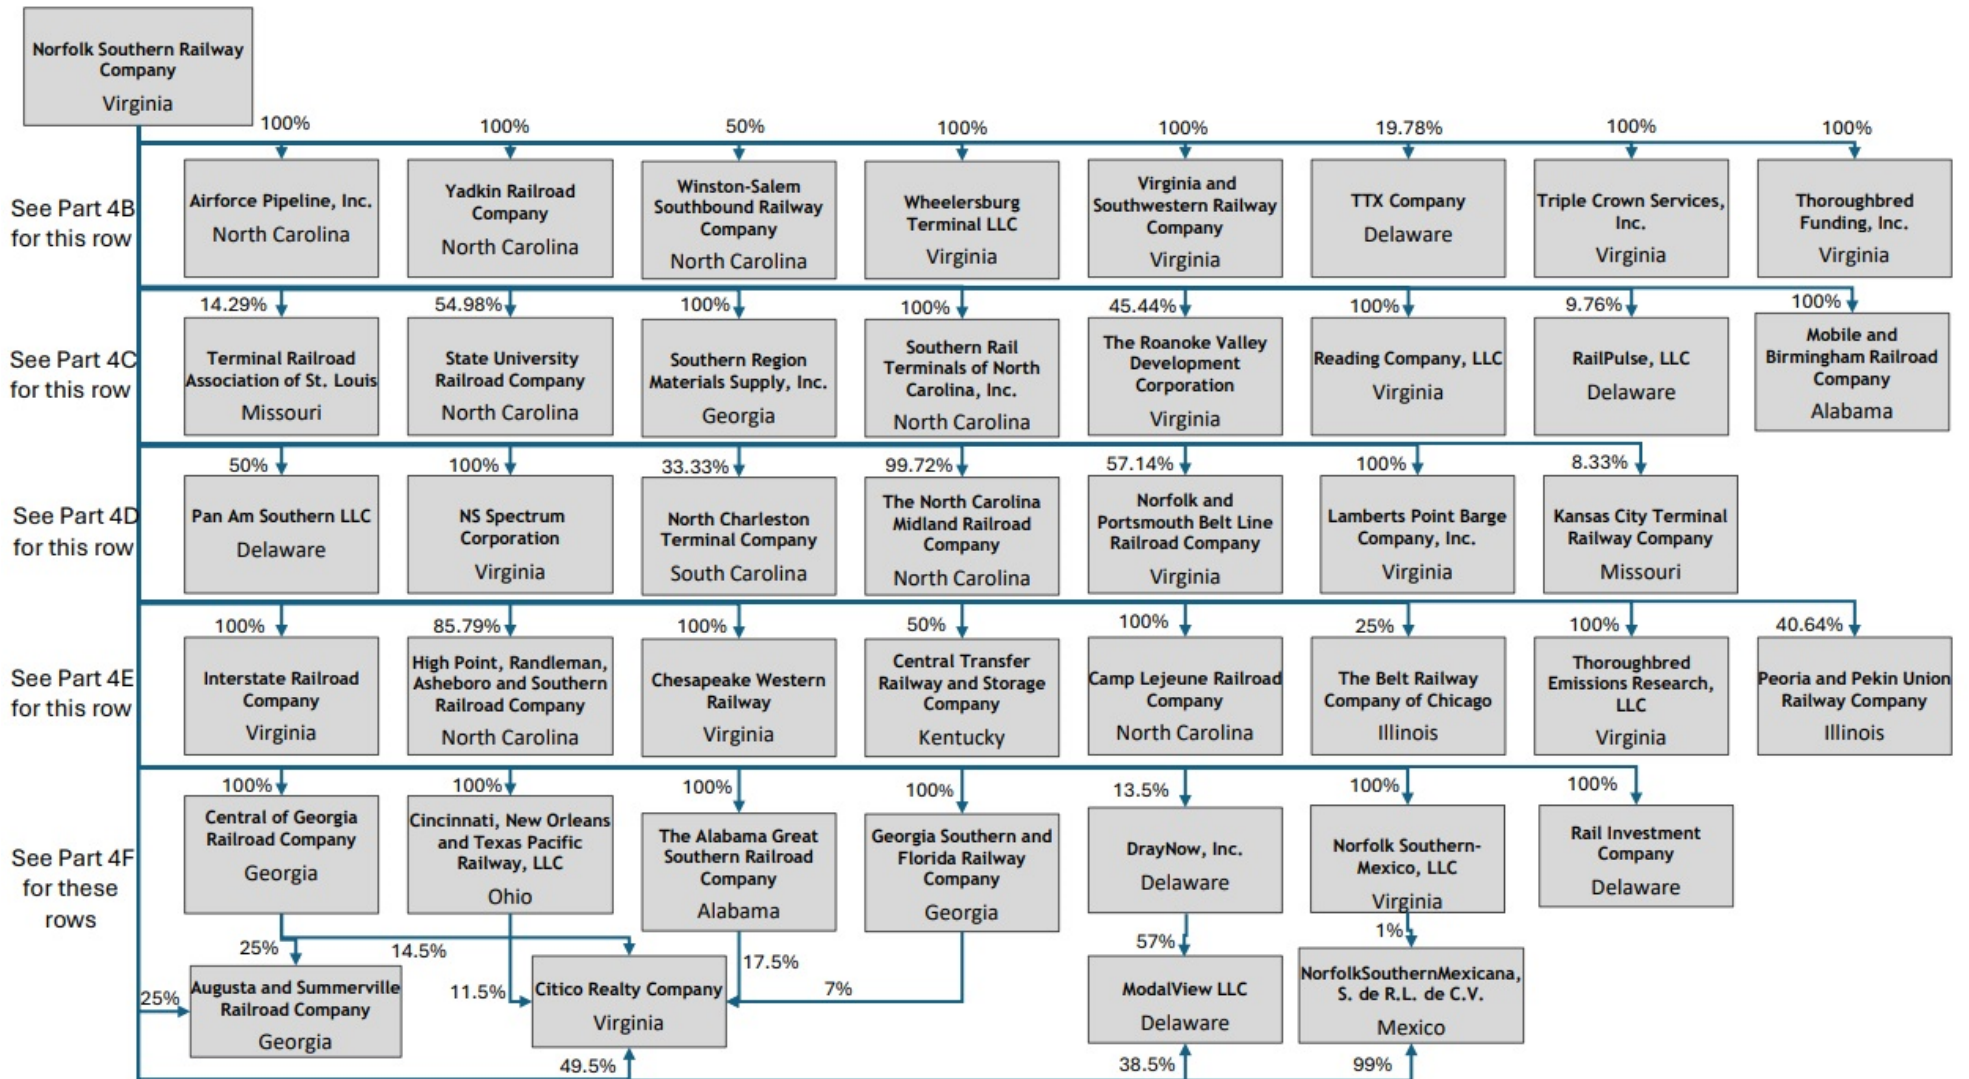 Norfolk Southern Railway
Company
Virginia
100%
100%
50%
100%
100%
19.78%
100%
100%
See Part 4B
for this row
Airforce Pipeline, Inc.
North Carolina
Yadkin Railroad
Company
North Carolina
Winston-Salem
Southbound Railway
Company
North Carolina
Wheelersburg
Terminal LLC
Virginia
Virginia and
Southwestern Railway
Company
Virginia
TTX Company
Delaware
Triple Crown Services,
Inc.
Virginia
Thoroughbred
Funding, Inc.
Virginia
14.29%
54.98%
100%
100%
45.44%
100%
9.76%
100%
See Part 4C
for this row
Terminal Railroad
Association of St. Louis
Missouri
State University
Railroad Company
North Carolina
Southern Region
Materials Supply, Inc.
Georgia
Southern Rail
Terminals of North
Carolina, Inc.
North Carolina
The Roanoke Valley
Development
Corporation
Virginia
Reading Company, LLC
Virginia
RailPulse, LLC
Delaware
Mobile and
Birmingham Railroad
Company
Alabama
50%
100%
33.33%
99.72%
57.14%
100%
8.33%
See Part 4D
for this row
Pan Am Southern LLC
Delaware
NS Spectrum
Corporation
Virginia
North Charleston
Terminal Company
South Carolina
The North Carolina
Midland Railroad
Company
North Carolina
Norfolk and
Portsmouth Belt Line
Railroad Company
Virginia
Lamberts Point Barge
Company, Inc.
Virginia
Kansas City Terminal
Railway Company
Missouri
100%
85.79%
100%
50%
100%
25%
100%
40.64%
See Part 4E
for this row
Interstate Railroad
Company
Virginia
High Point, Randleman,
Asheboro and Southern
Railroad Company
North Carolina
Chesapeake Western
Railway
Virginia
Central Transfer
Railway and Storage
Company
Kentucky
Camp Lejeune Railroad
Company
North Carolina
The Belt Railway
Company of Chicago
Illinois
Thoroughbred
Emissions Research,
LLC
Virginia
Peoria and Pekin Union
Railway Company
Illinois
100%
100%
100%
100%
13.5%
100%
100%
See Part 4F
for these
rows
Central of Georgia
Railroad Company
Georgia
Cincinnati, New Orleans
and Texas Pacific
Railway, LLC
Ohio
The Alabama Great
Southern Railroad
Company
Alabama
Georgia Southern and
Florida Railway
Company
Georgia
DrayNow, Inc.
Delaware
Norfolk Southern-
Mexico, LLC
Virginia
Rail Investment
Company
Delaware
25%
14.5%
11.5%
17.5%
7%
57%
1%
25%
Augusta and Summerville
Railroad Company
Georgia
Citico Realty Company
Virginia
ModalView LLC
Delaware
NorfolkSouthernMexicana,
S. de R.L. de C.V.
Mexico
49.5%
38.5%
99%